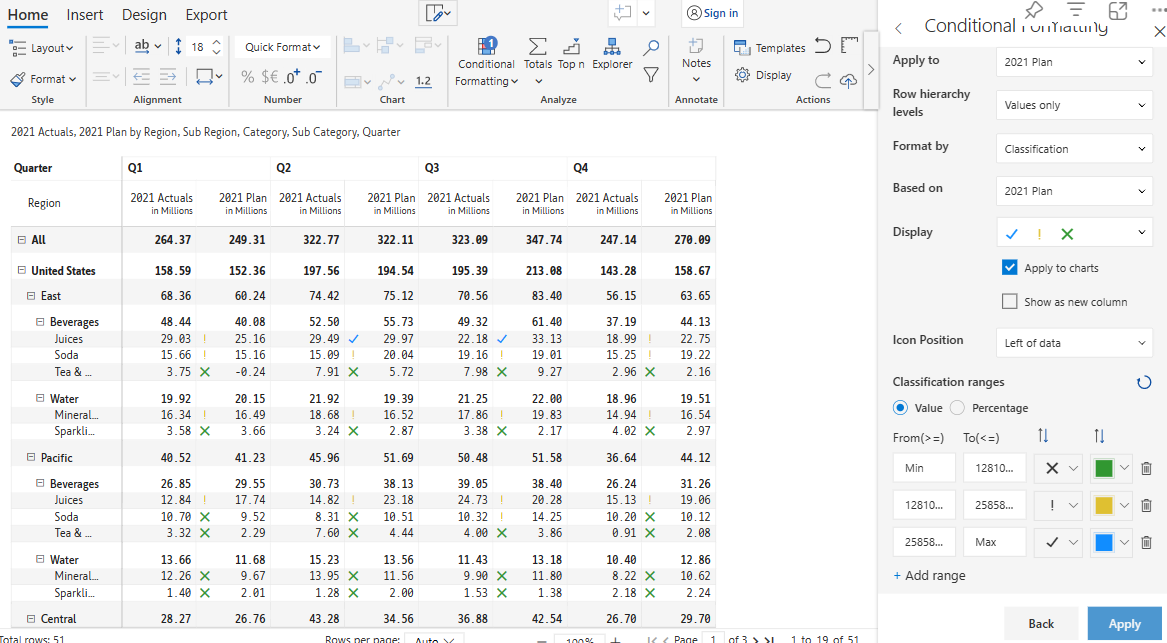 Home Insert Design Export Sign in
Layout ab 18 Quick Format Conditional Formatting Totals Top n Explorer Notes Templates
Format % $€ .0+ .0- 1.2 Display
Style Alignment Number Chart Analyze Annotate Actions
2021 Actuals, 2021 Plan by Region, Sub Region, Category, Sub Category, Quarter
Quarter Q1 Q2 Q3 Q4
Region 2021 Actuals 2021 Plan 2021 Actuals 2021 Plan 2021 Actuals 2021 Plan 2021 Actuals 2021 Plan
in Millions in Millions in Millions in Millions in Millions in Millions in Millions in Millions
All 264.37 249.31 322.77 322.11 323.09 347.74 247.14 270.09
United States 158.59 152.36 197.56 194.54 195.39 213.08 143.28 158.67
East 68.36 60.24 74.42 75.12 70.56 83.40 56.15 63.65
Beverages 48.44 40.08 52.50 55.73 49.32 61.40 37.19 44.13
Juices 29.03 ! 25.16 29.49 ✓ 29.97 22.18 ✓ 33.13 18.99 ! 22.75
Soda 15.66 ! 15.16 15.09 ! 20.04 19.16 ! 19.01 15.25 ! 19.22
Tea & ... 3.75 ✕ -0.24 7.91 ✕ 5.72 7.98 ✕ 9.27 2.96 ✕ 2.16
Water 19.92 20.15 21.92 19.39 21.25 22.00 18.96 19.51
Mineral... 16.34 ! 16.49 18.68 ! 16.52 17.86 ! 19.83 14.94 ! 16.54
Sparkli... 3.58 ✕ 3.66 3.24 ✕ 2.87 3.38 ✕ 2.17 4.02 ✕ 2.97
Pacific 40.52 41.23 45.96 51.69 50.48 51.58 36.64 44.12
Beverages 26.85 29.55 30.73 38.13 39.05 38.40 26.24 31.26
Juices 12.84 ! 17.74 14.82 ! 23.18 24.73 ! 20.28 15.13 ! 19.06
Soda 10.70 ✕ 9.52 8.31 ✕ 10.51 10.32 ! 14.25 10.20 ✕ 10.12
Tea & ... 3.32 ✕ 2.29 7.60 ✕ 4.44 4.00 ✕ 3.86 0.91 ✕ 2.08
Water 13.66 11.68 15.23 13.56 11.43 13.18 10.40 12.86
Mineral... 12.26 ✕ 9.67 13.95 ✕ 11.56 9.90 ✕ 11.80 8.22 ✕ 10.62
Sparkli... 1.40 ✕ 2.01 1.28 ✕ 2.00 1.53 ✕ 1.38 2.18 ✕ 2.24
Central 28.27 26.76 43.28 34.56 36.88 42.54 26.70 29.70
Total rows: 51 Rows per page: Auto 100% Page 1 of 3 1 to 19 of 51
Conditional Formatting
Apply to 2021 Plan
Row hierarchy levels Values only
Format by Classification
Based on 2021 Plan
Display ✓ ! ✕
Apply to charts
Show as new column
Icon Position Left of data
Classification ranges
Value Percentage
From(>=) To(<=)
Min 12810... ✕
12810... 25858... !
25858... Max ✓
+ Add range
Back Apply